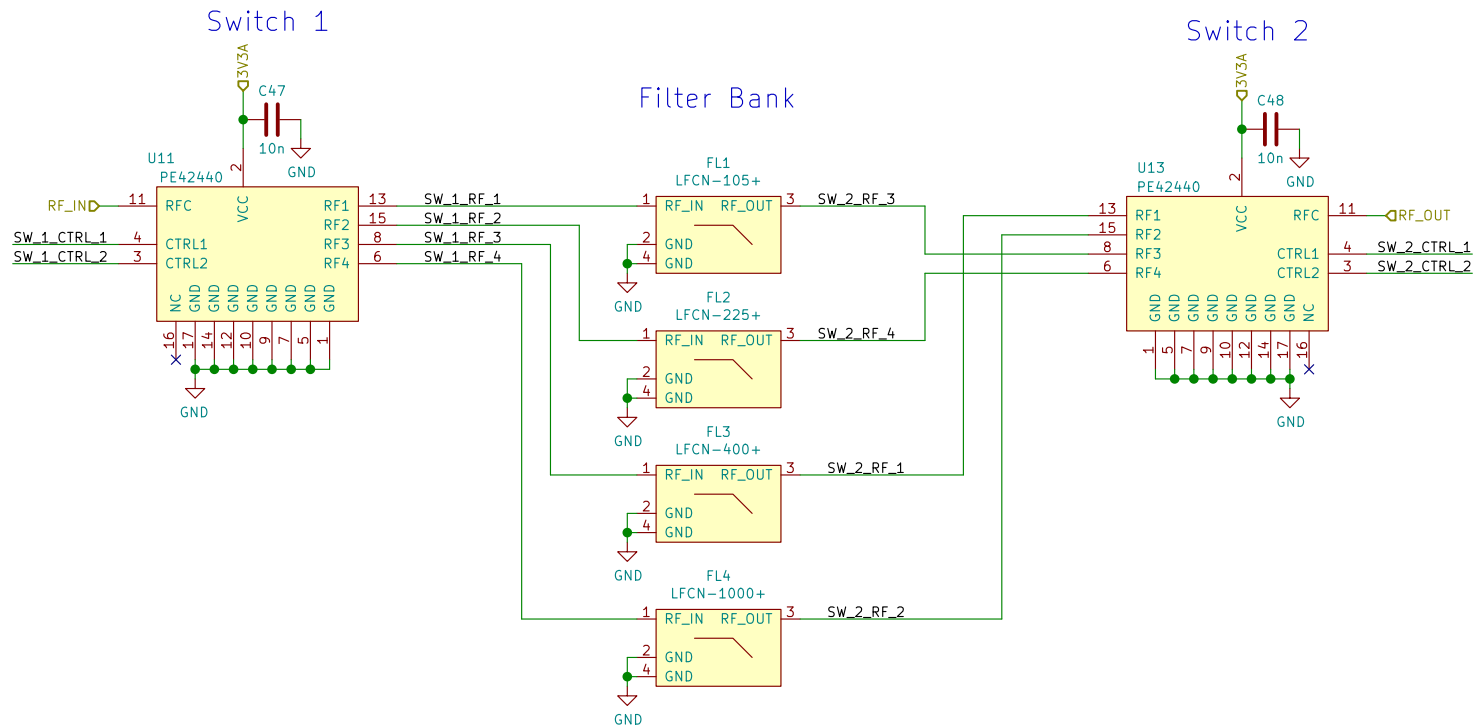 Switch 1
3V3A
C47
10n
GND
U11
PE42440
2
VCC
RF_IN
11
RFC
SW_1_CTRL_1
4
CTRL1
SW_1_CTRL_2
3
CTRL2
RF1
13
SW_1_RF_1
RF2
15
SW_1_RF_2
RF3
8
SW_1_RF_3
RF4
6
SW_1_RF_4
NC GND GND GND GND GND GND GND GND
16 17 14 12 10 9 7 5 1
GND
Filter Bank
FL1
LFCN-105+
1 RF_IN RF_OUT 3
SW_2_RF_3
2 GND
4 GND
GND
FL2
LFCN-225+
1 RF_IN RF_OUT 3
SW_2_RF_4
2 GND
4 GND
GND
FL3
LFCN-400+
1 RF_IN RF_OUT 3
SW_2_RF_1
2 GND
4 GND
GND
FL4
LFCN-1000+
1 RF_IN RF_OUT 3
SW_2_RF_2
2 GND
4 GND
GND
Switch 2
3V3A
C48
10n
GND
U13
PE42440
2
VCC
13 RF1
15 RF2
8 RF3
6 RF4
RFC 11 RF_OUT
CTRL1 4 SW_2_CTRL_1
CTRL2 3 SW_2_CTRL_2
GND GND GND GND GND GND GND GND NC
1 5 7 9 10 12 14 17 16
GND